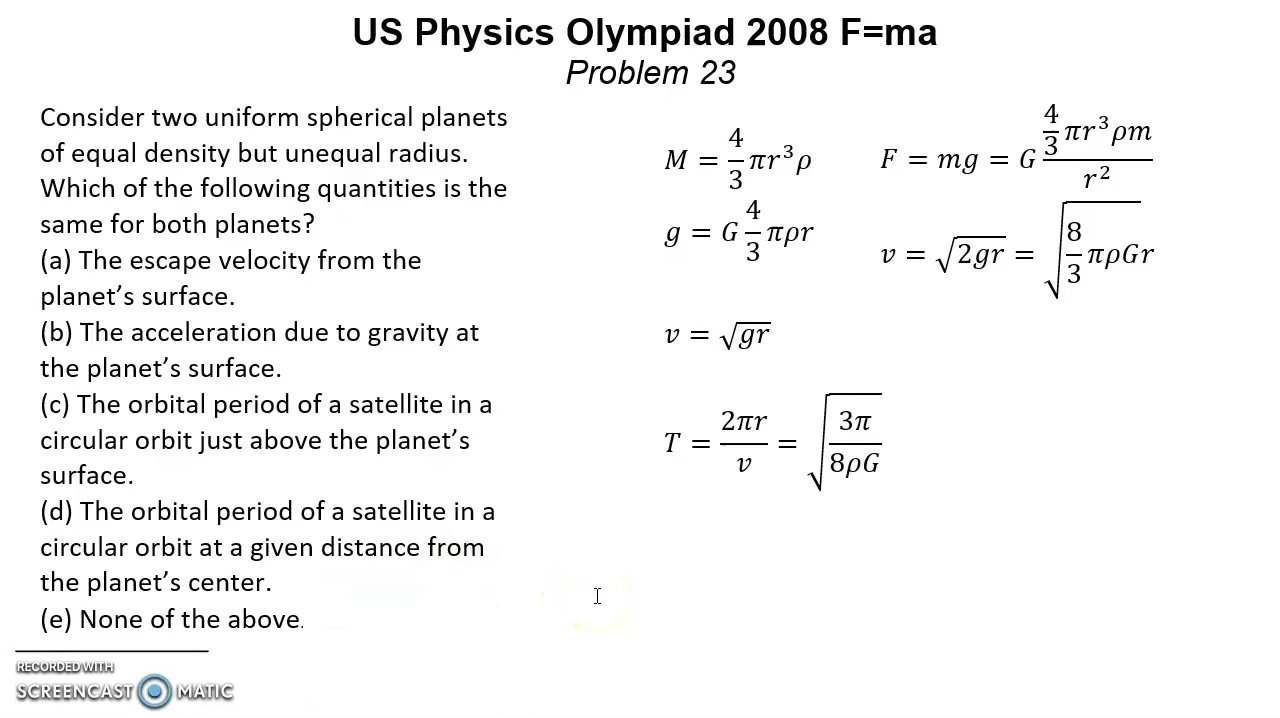 US Physics Olympiad 2008 F=ma
Problem 23
Consider two uniform spherical planets
of equal density but unequal radius.
Which of the following quantities is the
same for both planets?
(a) The escape velocity from the
planet’s surface.
(b) The acceleration due to gravity at
the planet’s surface.
(c) The orbital period of a satellite in a
circular orbit just above the planet’s
surface.
(d) The orbital period of a satellite in a
circular orbit at a given distance from
the planet’s center.
(e) None of the above.
M = 4/3 πr³ρ
F = mg = G (4/3 πr³ρm)/r²
g = G 4/3 πρr
v = √(2gr) = √(8/3 πρG)r
v = √(gr)
T = 2πr/v = √(3π/8ρG)
RECORDED WITH
SCREENCAST MATIC